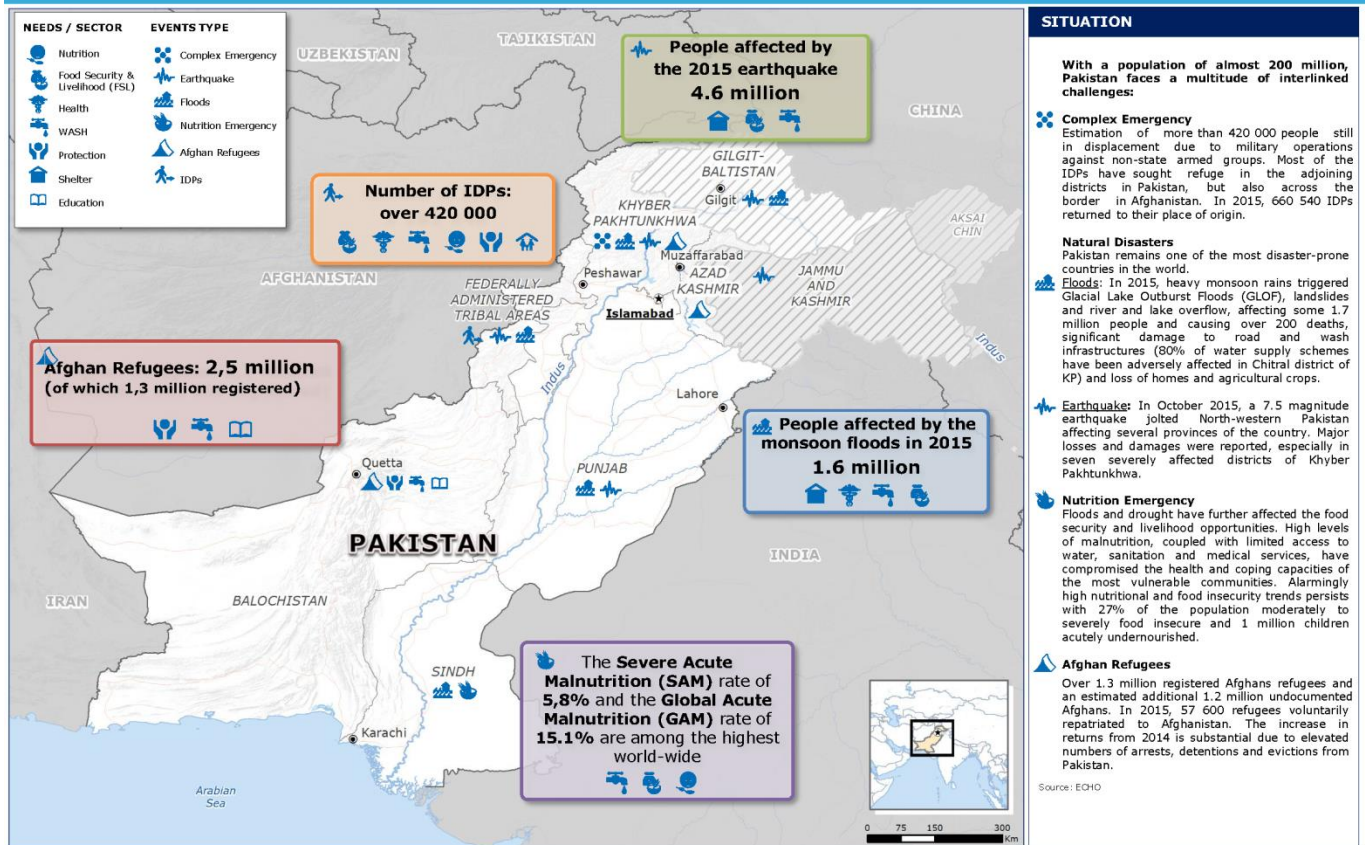 NEEDS / SECTOR
Nutrition
Food Security &
Livelihood (FSL)
Health
WASH
Protection
Shelter
Education
EVENTS TYPE
Complex Emergency
Earthquake
Floods
Nutrition Emergency
Afghan Refugees
IDPs
UZBEKISTAN
TAJIKISTAN
CHINA
People affected by
the 2015 earthquake
4.6 million
GILGIT-
BALTISTAN
Gilgit
Number of IDPs:
over 420 000
KHYBER
PAKHTUNKHWA
AKSAI
CHIN
AFGHANISTAN
Muzaffarabad
Peshawar
AZAD
KASHMIR
JAMMU
AND
KASHMIR
FEDERALLY
ADMINISTERED
TRIBAL AREAS
Islamabad
Indus
Indus
Afghan Refugees: 2,5 million
(of which 1,3 million registered)
Lahore
People affected by the
monsoon floods in 2015
1.6 million
Quetta
PUNJAB
PAKISTAN
INDIA
IRAN
BALOCHISTAN
SINDH
The Severe Acute
Malnutrition (SAM) rate of
5,8% and the Global Acute
Malnutrition (GAM) rate of
15.1% are among the highest
world-wide
Karachi
Arabian
Sea
0 75 150 300
Km
SITUATION
With a population of almost 200 million,
Pakistan faces a multitude of interlinked
challenges:
Complex Emergency
Estimation of more than 420 000 people still
in displacement due to military operations
against non-state armed groups. Most of the
IDPs have sought refuge in the adjoining
districts in Pakistan, but also across the
border in Afghanistan. In 2015, 660 540 IDPs
returned to their place of origin.
Natural Disasters
Pakistan remains one of the most disaster-prone
countries in the world.
Floods: In 2015, heavy monsoon rains triggered
Glacial Lake Outburst Floods (GLOF), landslides
and river and lake overflow, affecting some 1.7
million people and causing over 200 deaths,
significant damage to road and wash
infrastructures (80% of water supply schemes
have been adversely affected in Chitral district of
KP) and loss of homes and agricultural crops.
Earthquake: In October 2015, a 7.5 magnitude
earthquake jolted North-western Pakistan
affecting several provinces of the country. Major
losses and damages were reported, especially in
seven severely affected districts of Khyber
Pakhtunkhwa.
Nutrition Emergency
Floods and drought have further affected the food
security and livelihood opportunities. High levels
of malnutrition, coupled with limited access to
water, sanitation and medical services, have
compromised the health and coping capacities of
the most vulnerable communities. Alarmingly
high nutritional and food insecurity trends persists
with 27% of the population moderately to
severely food insecure and 1 million children
acutely undernourished.
Afghan Refugees
Over 1.3 million registered Afghans refugees and
an estimated additional 1.2 million undocumented
Afghans. In 2015, 57 600 refugees voluntarily
repatriated to Afghanistan. The increase in
returns from 2014 is substantial due to elevated
numbers of arrests, detentions and evictions from
Pakistan.
Source: ECHO